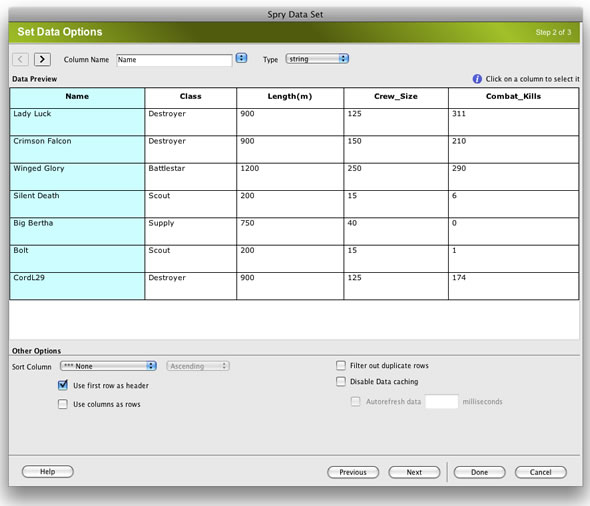 Spry Data Set
Set Data Options Step 2 of 3
< > Column Name Name Type string
Data Preview i Click on a column to select it
Name Class Length(m) Crew_Size Combat_Kills
Lady Luck Destroyer 900 125 311
Crimson Falcon Destroyer 900 150 210
Winged Glory Battlestar 1200 250 290
Silent Death Scout 200 15 6
Big Bertha Supply 750 40 0
Bolt Scout 200 15 1
CordL29 Destroyer 900 125 174
Other Options
Sort Column *** None Ascending Filter out duplicate rows
Use first row as header Disable Data caching
Use columns as rows Autorefresh data milliseconds
Help Previous Next Done Cancel